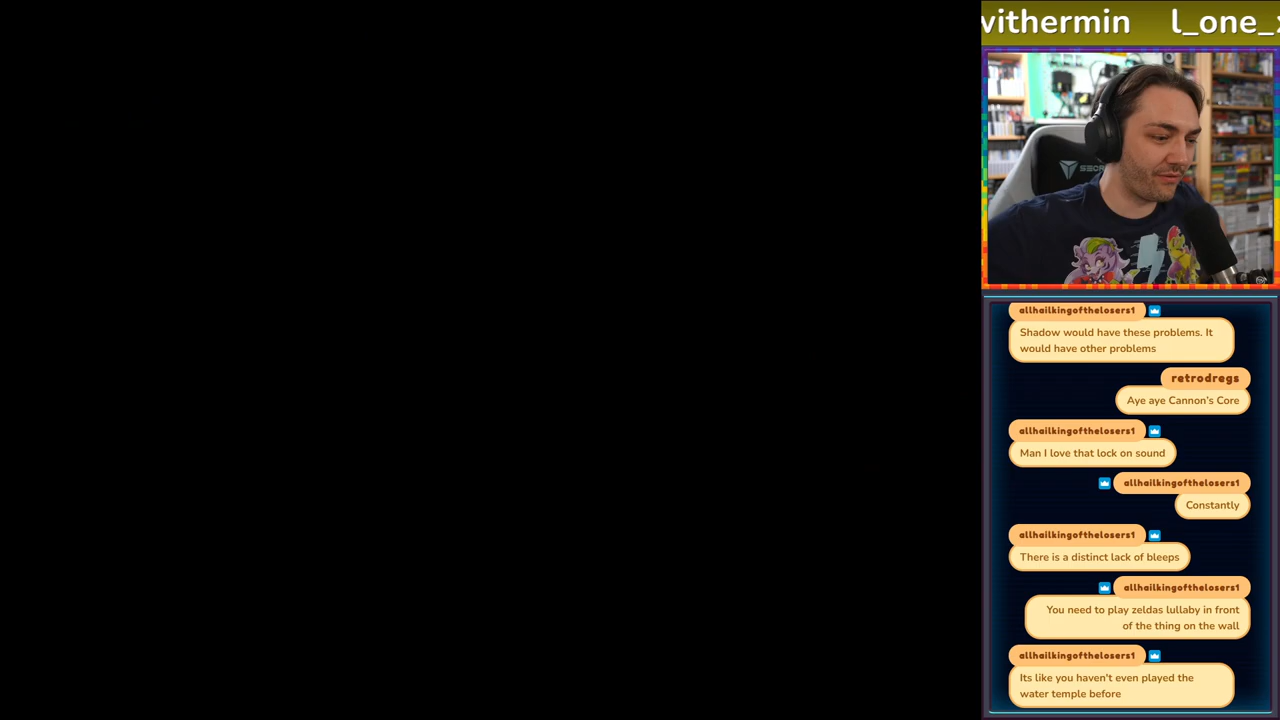 vithermin l_one_
SECR
allhailkingofthelosers1
Shadow would have these problems. It
would have other problems
retrodregs
Aye aye Cannon's Core
allhailkingofthelosers1
Man I love that lock on sound
allhailkingofthelosers1
Constantly
allhailkingofthelosers1
There is a distinct lack of bleeps
allhailkingofthelosers1
You need to play zeldas lullaby in front
of the thing on the wall
allhailkingofthelosers1
Its like you haven't even played the
water temple before